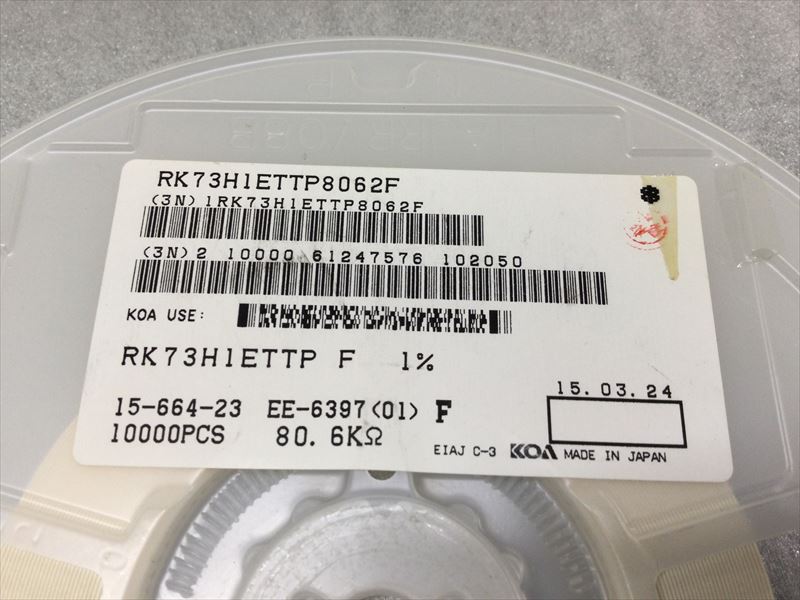 RK73H1ETTP8062F
(3N)1RK73H1ETTP8062F
(3N)2 10000 61247576 102050
KOA USE:
RK73H1ETTP F 1%
15-664-23 EE-6397(01) F
15.03.24
10000PCS 80.6KΩ
EIAJ C-3 KOA MADE IN JAPAN